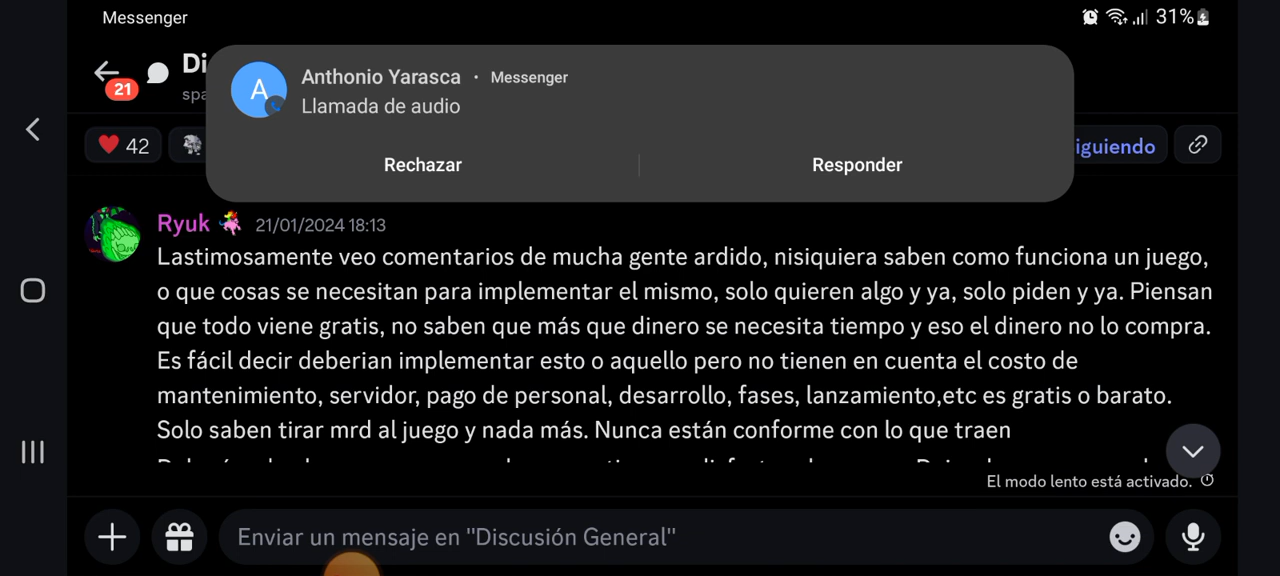 Messenger
31%
Di
21
spa
Anthonio Yarasca • Messenger
A
Llamada de audio
Rechazar
Responder
42
iguiendo
Ryuk 21/01/2024 18:13
Lastimosamente veo comentarios de mucha gente ardido, nisiquiera saben como funciona un juego,
o que cosas se necesitan para implementar el mismo, solo quieren algo y ya, solo piden y ya. Piensan
que todo viene gratis, no saben que más que dinero se necesita tiempo y eso el dinero no lo compra.
Es fácil decir deberian implementar esto o aquello pero no tienen en cuenta el costo de
mantenimiento, servidor, pago de personal, desarrollo, fases, lanzamiento,etc es gratis o barato.
Solo saben tirar mrd al juego y nada más. Nunca están conforme con lo que traen
El modo lento está activado.
Enviar un mensaje en "Discusión General"